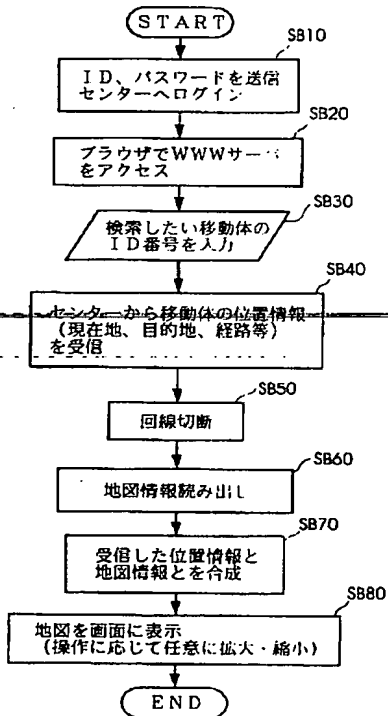 START
SB10
ID、パスワードを送信
センターへログイン
SB20
ブラウザでWWWサー
をアクセス
SB30
検索したい移動体の
ID番号を入力
SB40
センターから移動体の位置情報
(現在地、目的地、経路等)
を受信
SB50
回線切断
SB60
地図情報読み出し
SB70
受信した位置情報と
地図情報とを合成
SB80
地図を画面に表示
(操作に応じて任意に拡大・縮小)
END